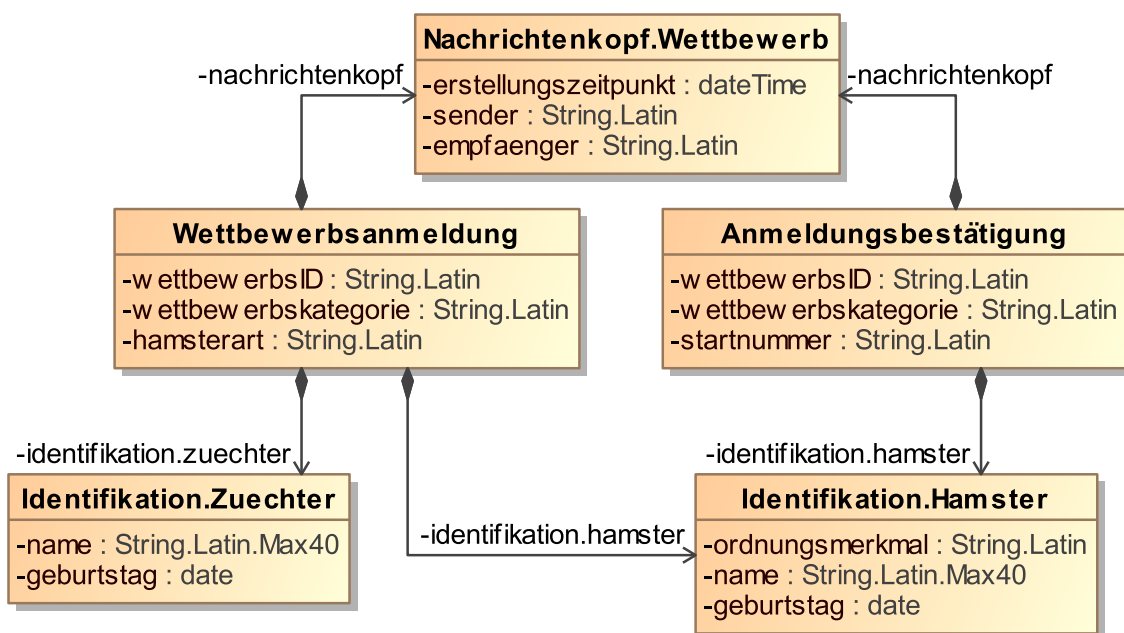 Nachrichtenkopf.Wettbewerb
-nachrichtenkopf
-nachrichtenkopf
-erstellungszeitpunkt : dateTime
-sender : String.Latin
-empfaenger : String.Latin
Wettbewerbsanmeldung
-wettbewerbsID : String.Latin
-wettbewerbskategorie : String.Latin
-hamsterart : String.Latin
Anmeldungsbestätigung
-wettbewerbsID : String.Latin
-wettbewerbskategorie : String.Latin
-startnummer : String.Latin
-identifikation.zuechter
-identifikation.hamster
Identifikation.Zuechter
-name : String.Latin.Max40
-geburtstag : date
-identifikation.hamster
Identifikation.Hamster
-ordnungsmerkmal : String.Latin
-name : String.Latin.Max40
-geburtstag : date